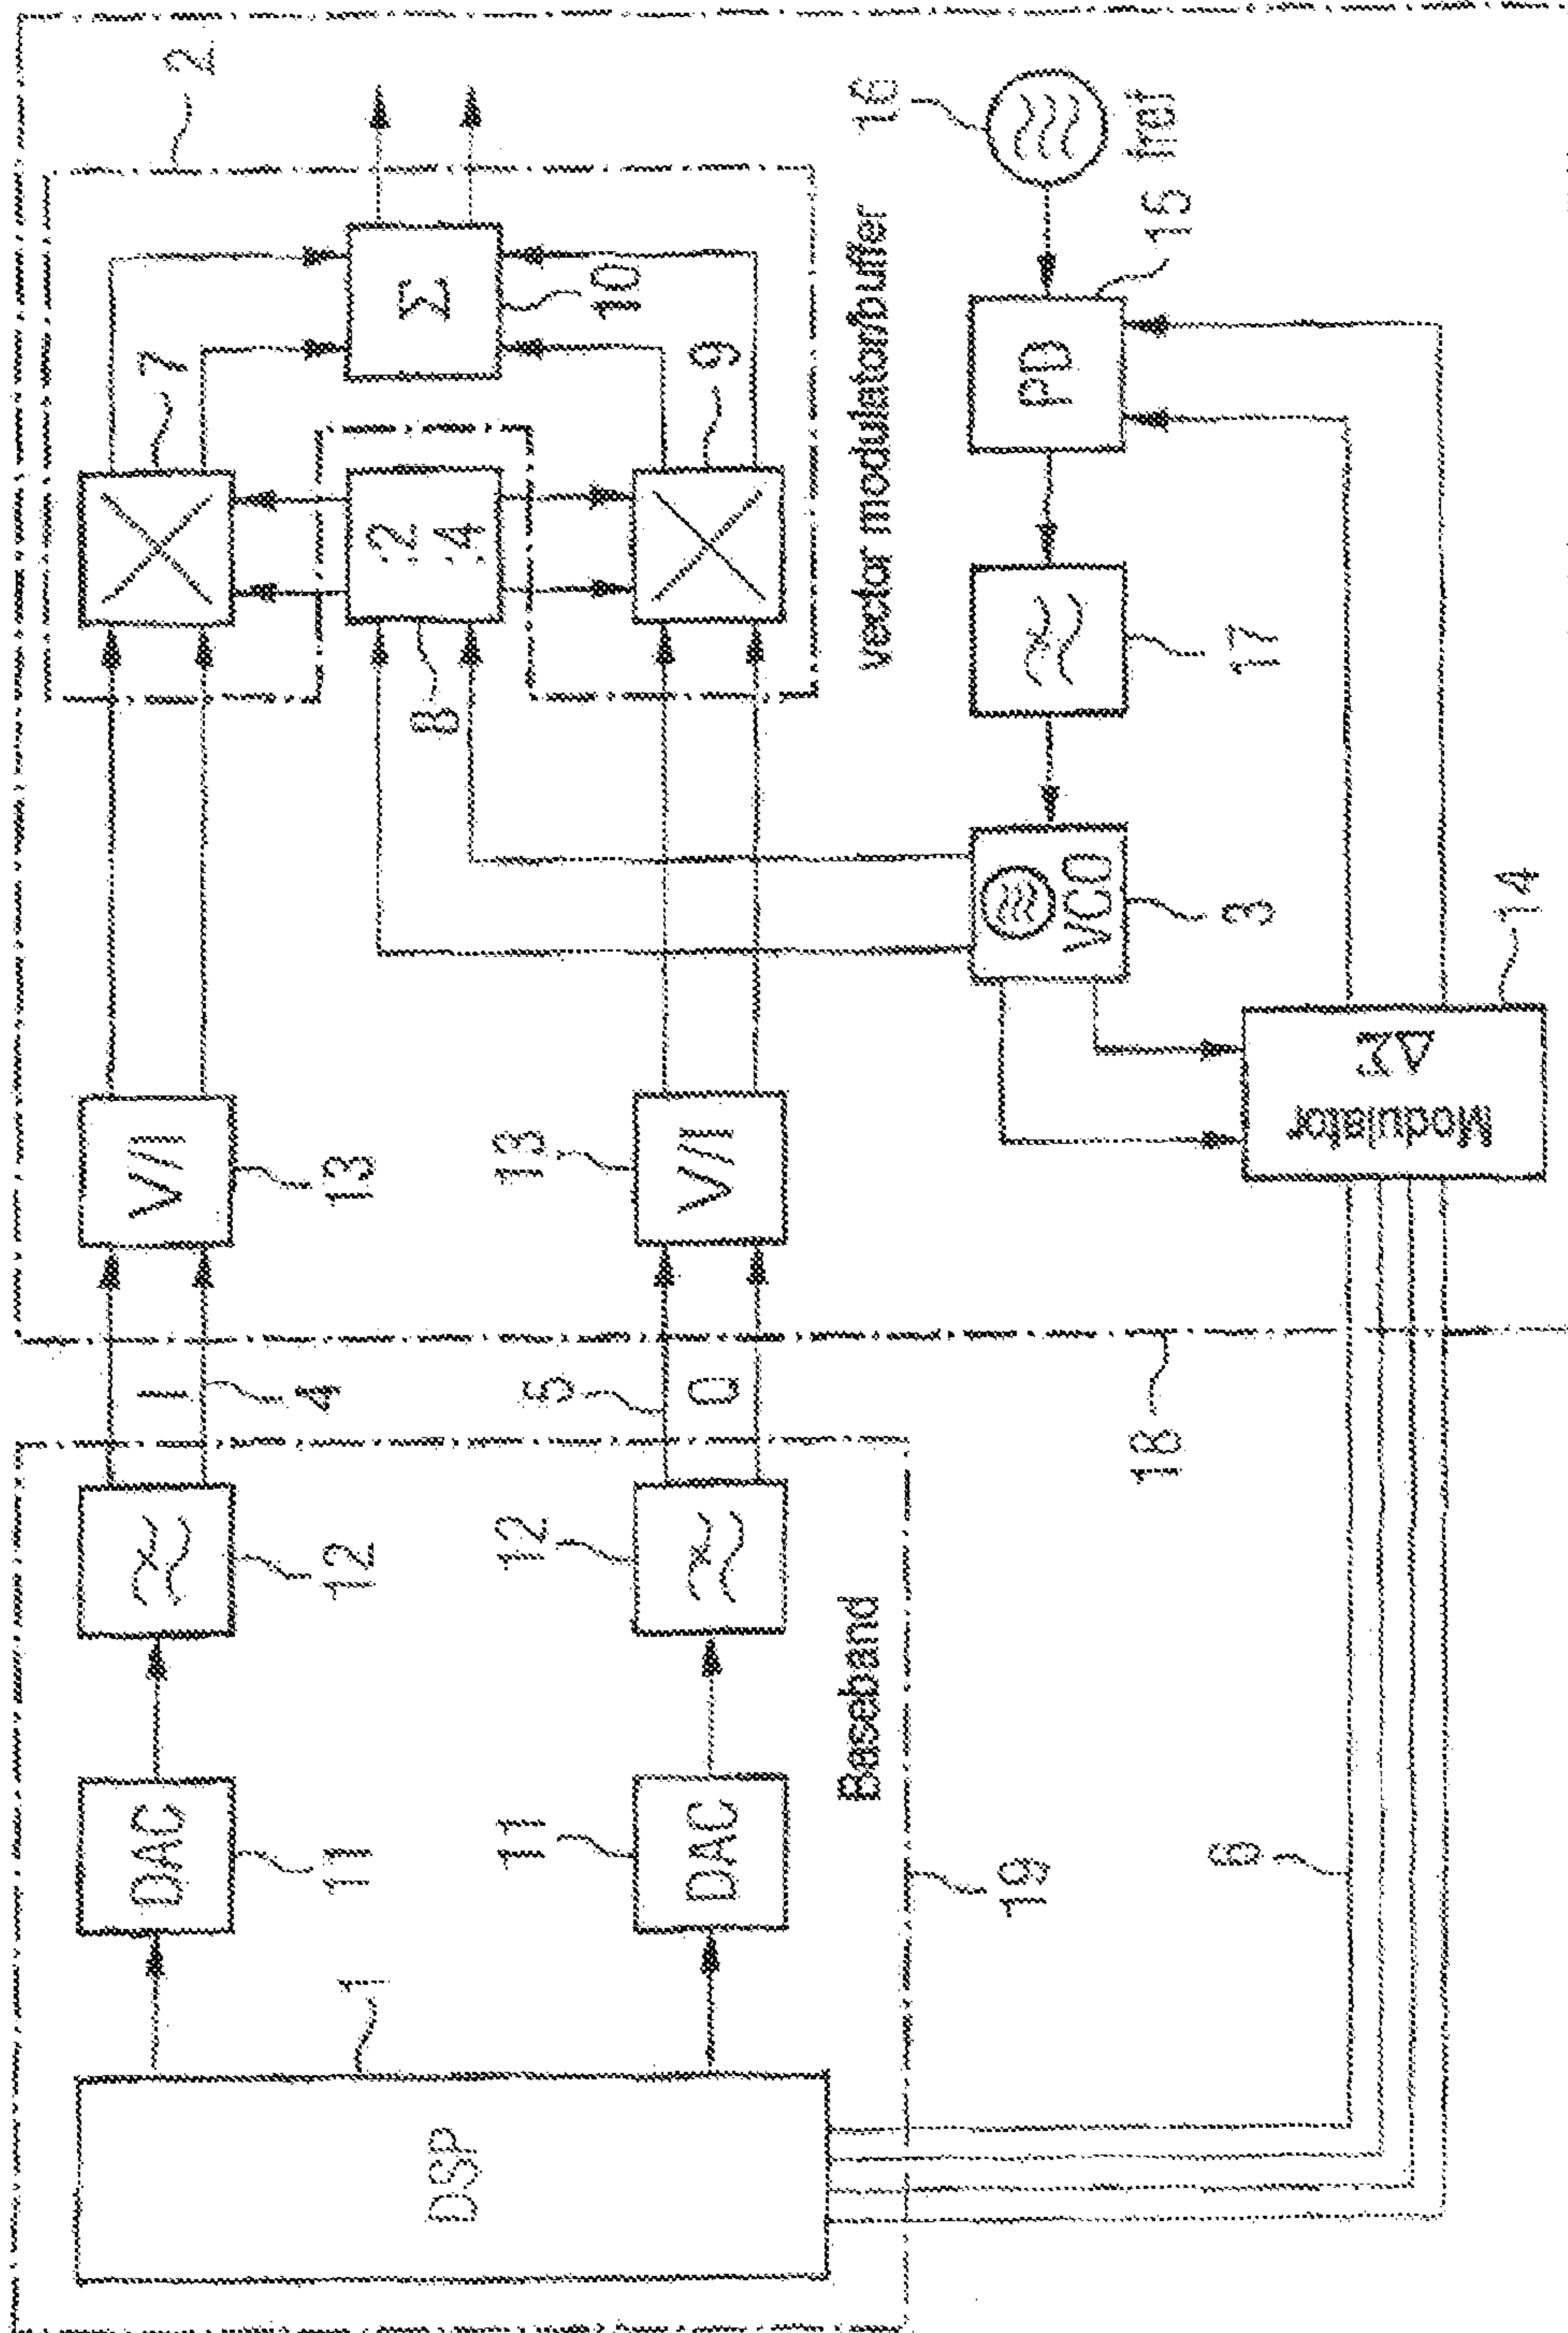 DSP
1
DAC
11
12
I
4
V/I
13
7
2
DAC
11
12
5
Q
V/I
13
8
:2
:4
9
Σ
10
Baseband
19
vector modulator/buffer
18
VCO
3
17
PD
15
16
fref
6
ΔΣ
Modulator
14